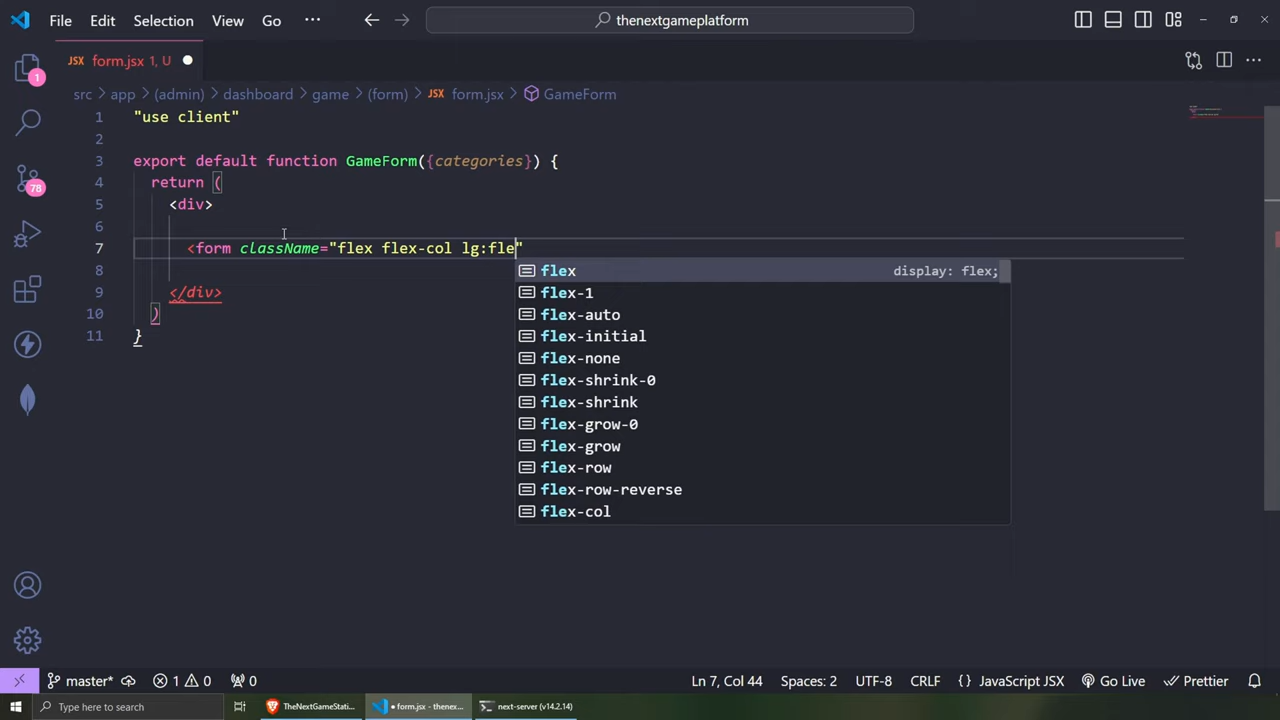 File Edit Selection View Go ··· thenextgameplatform
JSX form.jsx 1, U
src > app > (admin) > dashboard > game > (form) > JSX form.jsx > GameForm
1 "use client"
2
3 export default function GameForm({categories}) {
4 return (
5 <div>
6
7 <form className="flex flex-col lg:fle"
8
9 </div>
10 )
11 }
flex display: flex;
flex-1
flex-auto
flex-initial
flex-none
flex-shrink-0
flex-shrink
flex-grow-0
flex-grow
flex-row
flex-row-reverse
flex-col
1
78
master* 1 0 0 Ln 7, Col 44 Spaces: 2 UTF-8 CRLF {} JavaScript JSX Go Live Prettier
Type here to search TheNextGameStati... form.jsx - thenex... next-server (v14.2.14)